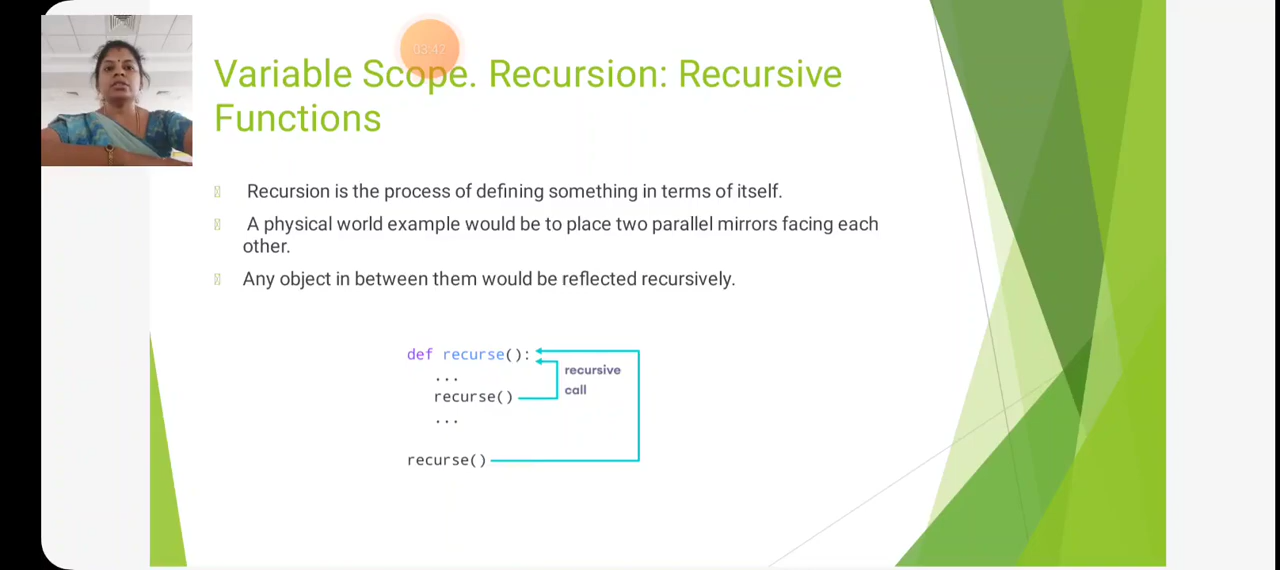 03:42
Variable Scope. Recursion: Recursive
Functions
Recursion is the process of defining something in terms of itself.
A physical world example would be to place two parallel mirrors facing each
other.
Any object in between them would be reflected recursively.
def recurse():
...
recurse()
...
recurse()
recursive
call